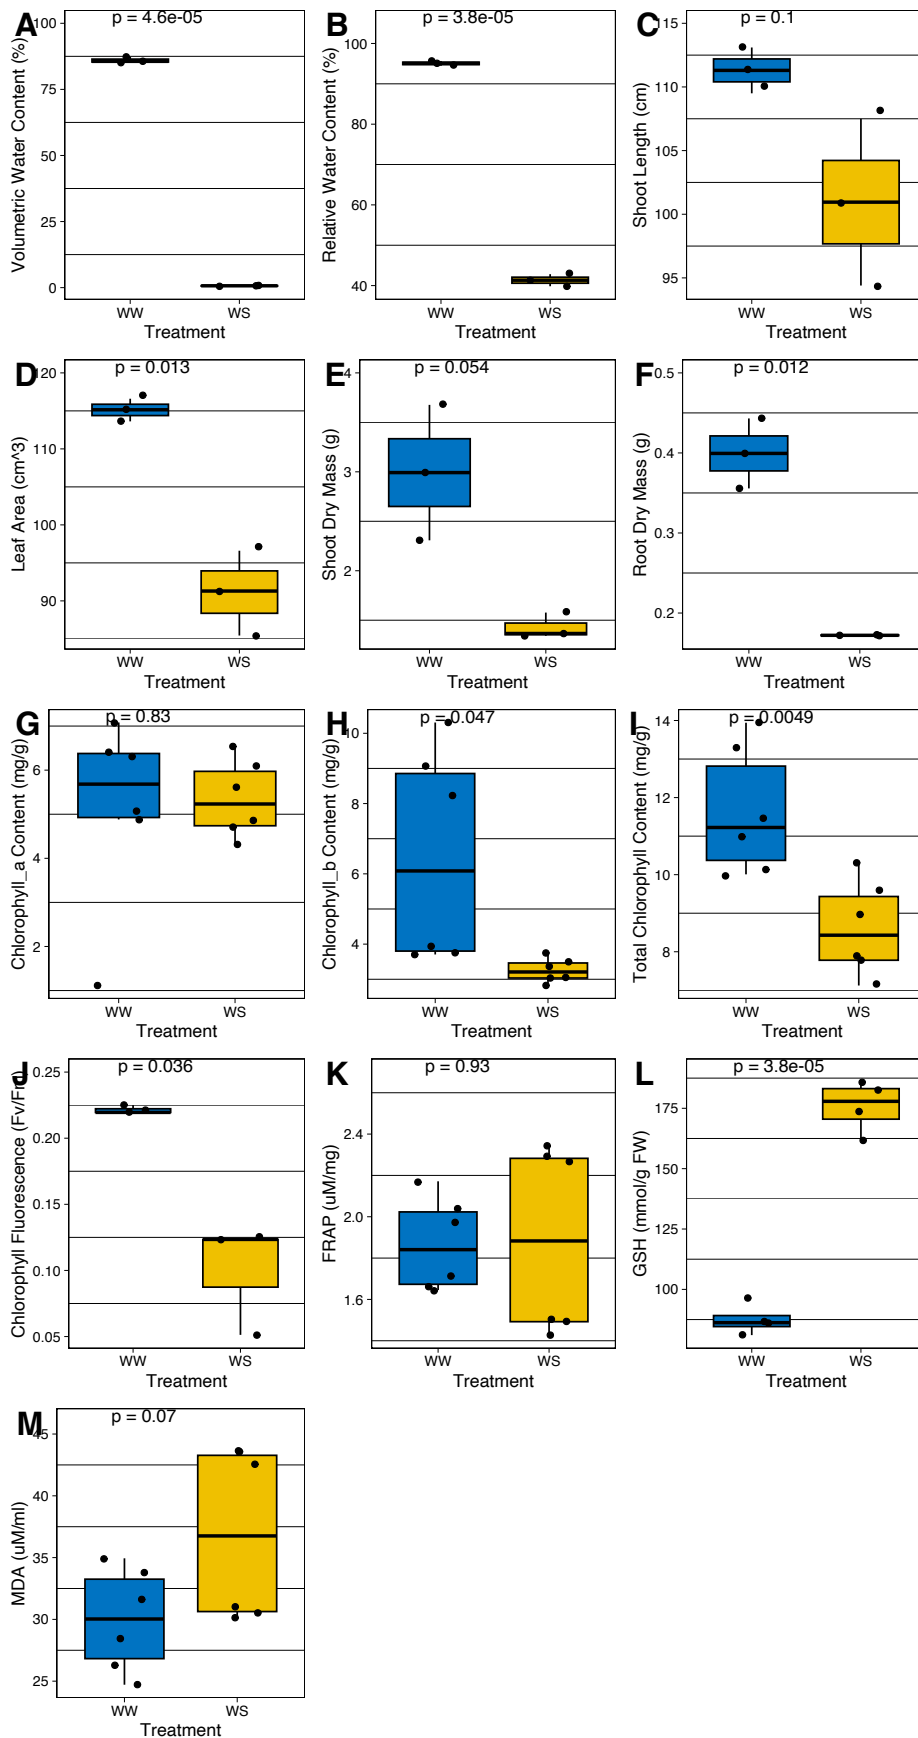 A
p = 4.6e-05
Volumetric Water Content (%)
100
75
50
25
0
WW
WS
Treatment
B
p = 3.8e-05
Relative Water Content (%)
100
80
60
40
WW
WS
Treatment
C
p = 0.1
Shoot Length (cm)
115
110
105
100
95
WW
WS
Treatment
D
p = 0.013
Leaf Area (cm^3)
120
110
100
90
WW
WS
Treatment
E
p = 0.054
Shoot Dry Mass (g)
4
3
2
WW
WS
Treatment
F
p = 0.012
Root Dry Mass (g)
0.5
0.4
0.3
0.2
WW
WS
Treatment
G
p = 0.83
Chlorophyll_a Content (mg/g)
6
4
2
WW
WS
Treatment
H
p = 0.047
Chlorophyll_b Content (mg/g)
10
8
6
4
WW
WS
Treatment
I
p = 0.0049
Total Chlorophyll Content (mg/g)
14
12
10
8
WW
WS
Treatment
J
p = 0.036
Chlorophyll Fluorescence (Fv/Fm)
0.25
0.20
0.15
0.10
0.05
WW
WS
Treatment
K
p = 0.93
FRAP (uM/mg)
2.4
2.0
1.6
WW
WS
Treatment
L
p = 3.8e-05
GSH (mmol/g FW)
175
150
125
100
WW
WS
Treatment
M
p = 0.07
MDA (uM/ml)
45
40
35
30
25
WW
WS
Treatment